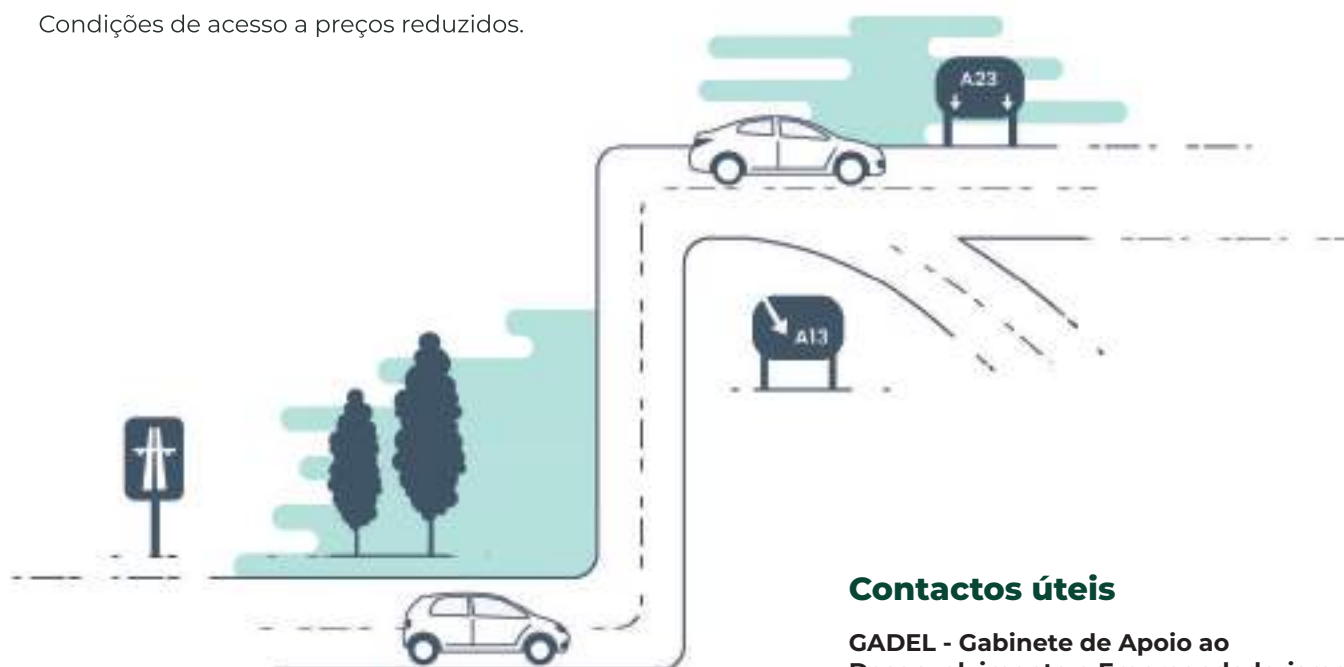 Condições de acesso a preços reduzidos.
A23
A13
Contactos úteis
GADEL - Gabinete de Apoio ao